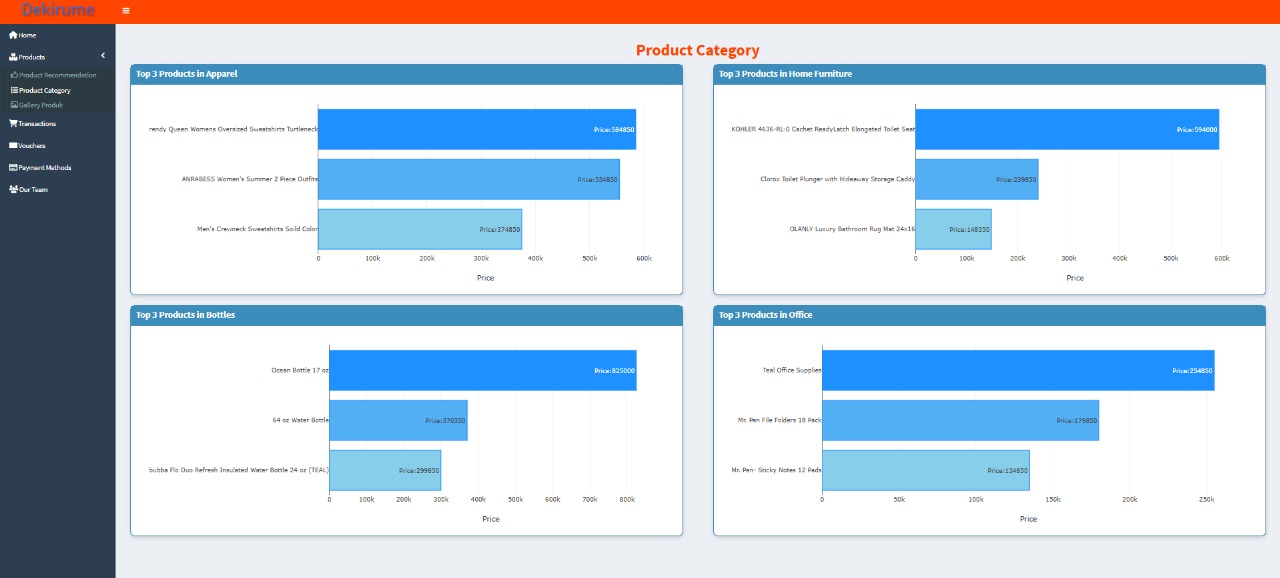 Dekirume
Home
Products
Product Recommendation
Product Category
Gallery Produk
Transactions
Vouchers
Payment Methods
Our Team
Product Category
Top 3 Products in Apparel
rendy Queen Womens Oversized Sweatshirts Turtleneck
Price:584850
ANRABESS Women's Summer 2 Piece Outfits
Price:554850
Men's Crewneck Sweatshirts Soild Color
Price:374850
0 100k 200k 300k 400k 500k 600k
Price
Top 3 Products in Home Furniture
KOHLER 4636-RL-0 Cachet ReadyLatch Elongated Toilet Seat
Price:594000
Clorox Toilet Plunger with Hideaway Storage Caddy
Price:239850
OLANLY Luxury Bathroom Rug Mat 24x16
Price:148350
0 100k 200k 300k 400k 500k 600k
Price
Top 3 Products in Bottles
Ocean Bottle 17 oz
Price:825000
64 oz Water Bottle
Price:370350
bubba Flo Duo Refresh Insulated Water Bottle 24 oz (TEAL)
Price:299850
0 100k 200k 300k 400k 500k 600k 700k 800k
Price
Top 3 Products in Office
Teal Office Supplies
Price:254850
Mr. Pen File Folders 18 Pack
Price:179850
Mr. Pen- Sticky Notes 12 Pads
Price:134850
0 50k 100k 150k 200k 250k
Price